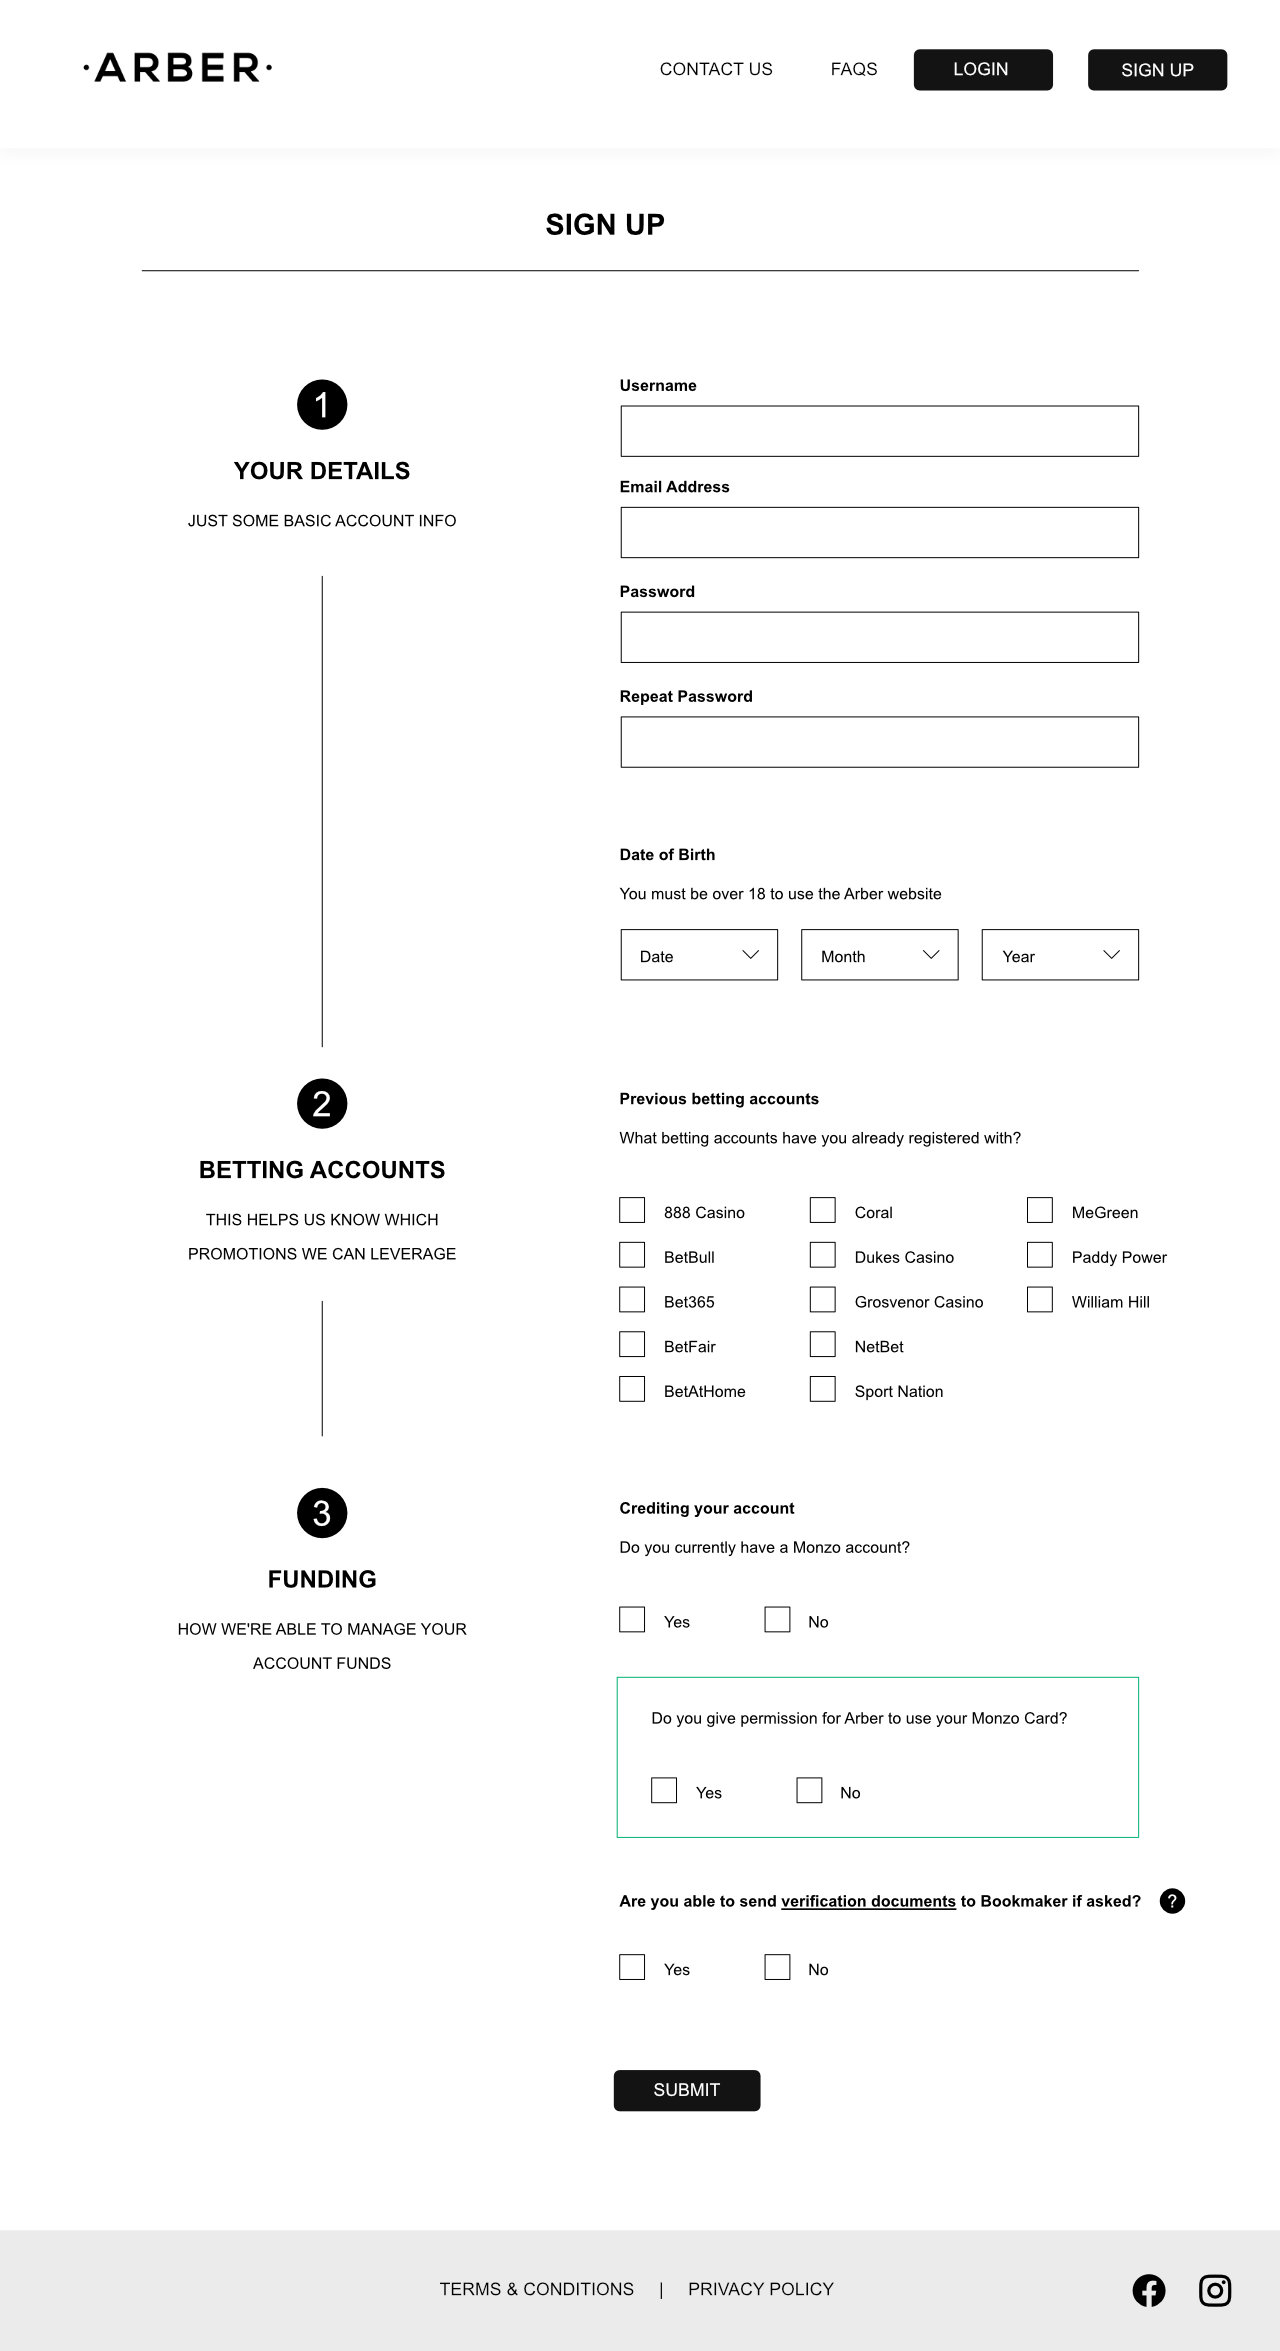 ·ARBER·
CONTACT US
FAQS
LOGIN
SIGN UP
SIGN UP
1
YOUR DETAILS
JUST SOME BASIC ACCOUNT INFO
Username
Email Address
Password
Repeat Password
Date of Birth
You must be over 18 to use the Arber website
Date
Month
Year
2
BETTING ACCOUNTS
THIS HELPS US KNOW WHICH
PROMOTIONS WE CAN LEVERAGE
Previous betting accounts
What betting accounts have you already registered with?
888 Casino
Coral
MeGreen
BetBull
Dukes Casino
Paddy Power
Bet365
Grosvenor Casino
William Hill
BetFair
NetBet
BetAtHome
Sport Nation
3
FUNDING
HOW WE'RE ABLE TO MANAGE YOUR
ACCOUNT FUNDS
Crediting your account
Do you currently have a Monzo account?
Yes
No
Do you give permission for Arber to use your Monzo Card?
Yes
No
Are you able to send verification documents to Bookmaker if asked? ?
Yes
No
SUBMIT
TERMS & CONDITIONS | PRIVACY POLICY